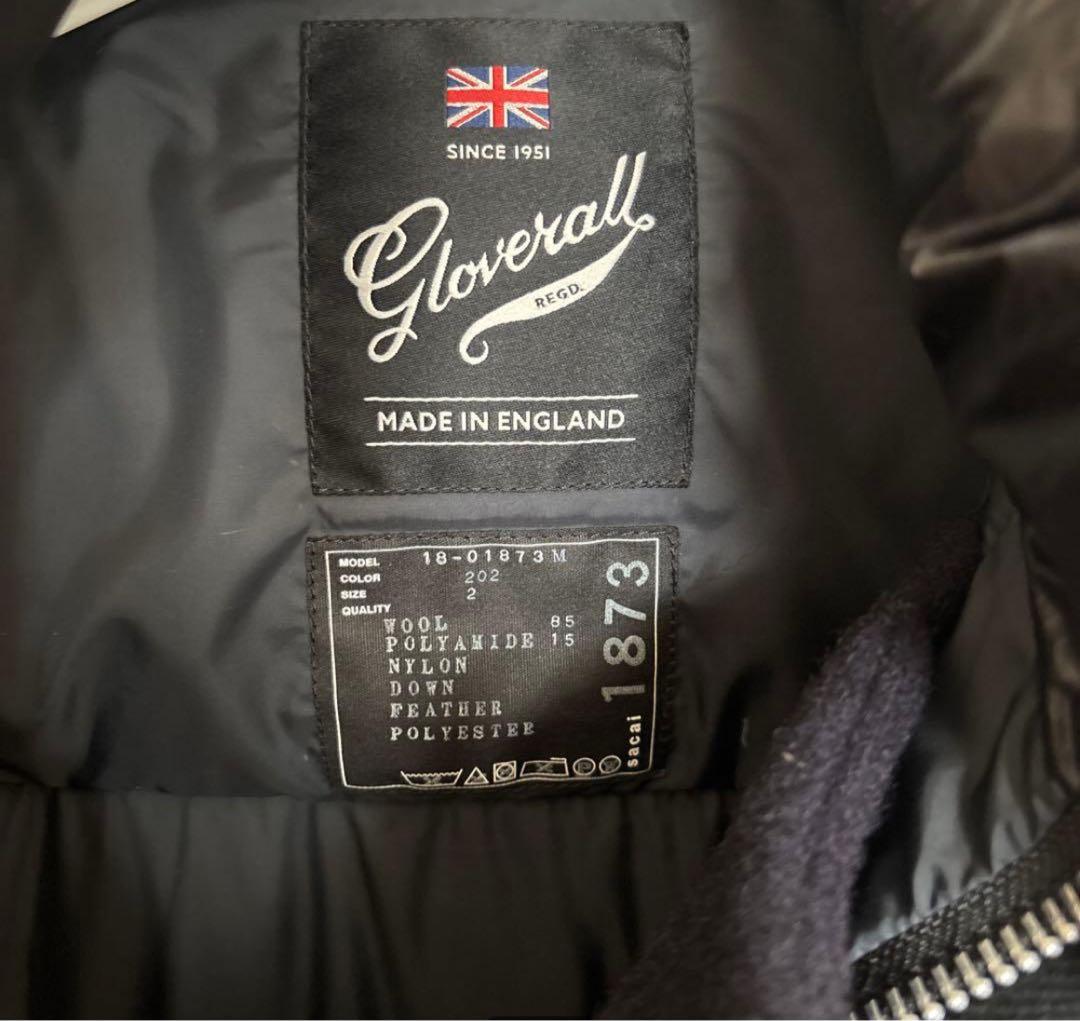 SINCE 1951
Gloverall
REGD.
MADE IN ENGLAND
MODEL 18-01873 M
COLOR 202
SIZE 2
QUALITY
WOOL 85
POLYAMIDE 15
NYLON
DOWN
FEATHER
POLYESTER
sacai 1873